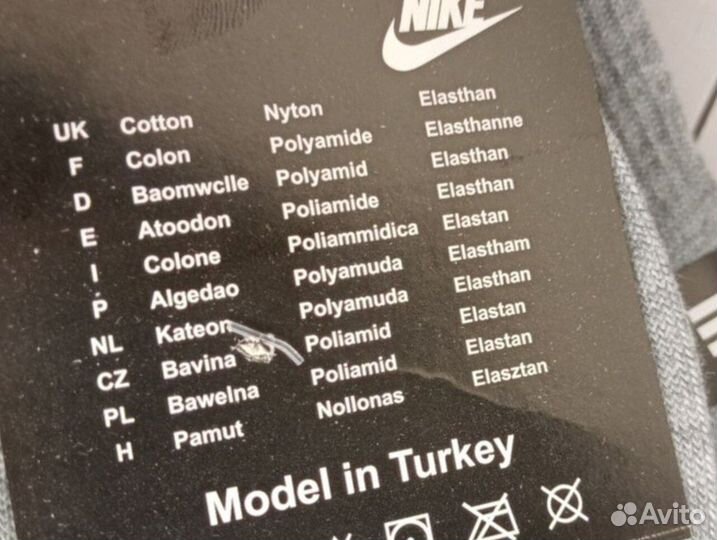 NIKE
UK Cotton Nyton Elasthan
F Colon Polyamide Elasthanne
D Baomwclle Polyamid Elasthan
E Atoodon Poliamide Elasthan
I Colone Poliammidica Elastan
P Algedao Polyamuda Elastham
NL Kateon Polyamuda Elasthan
CZ Bavina Poliamid Elastan
PL Bawelna Poliamid Elastan
H Pamut Nollonas Elasztan
Model in Turkey
Avito